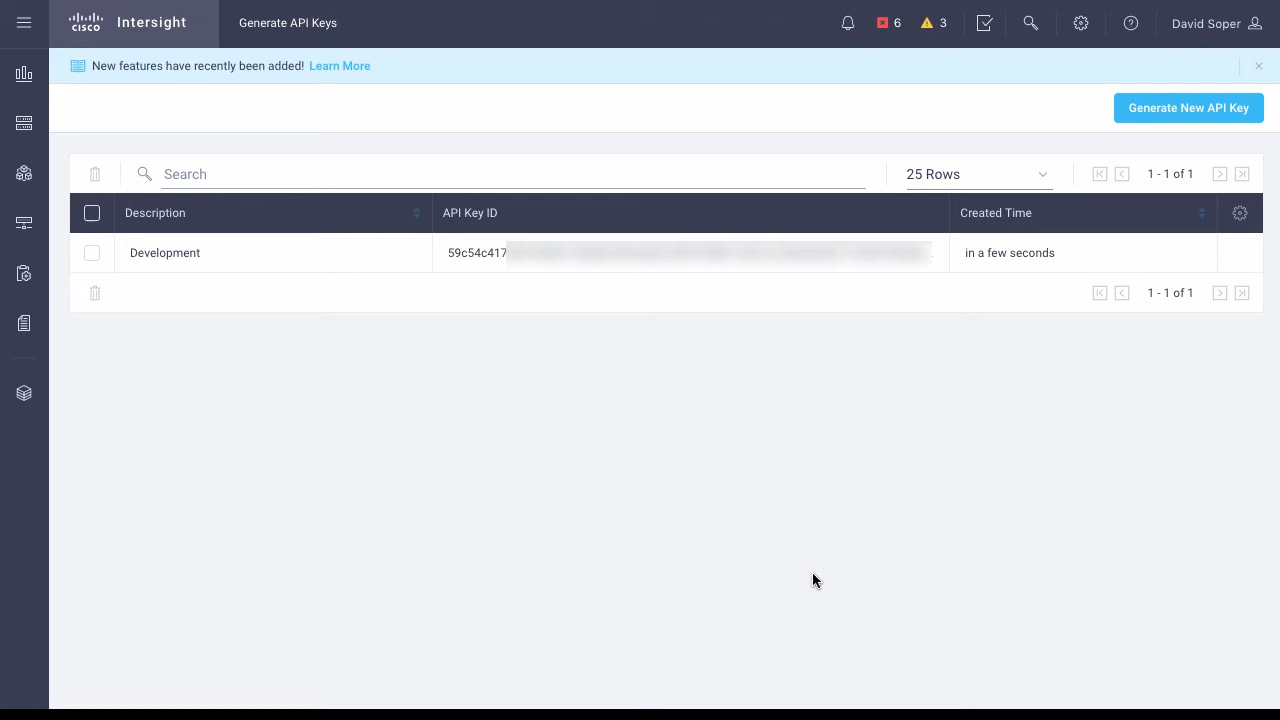 cisco Intersight Generate API Keys 6 3 David Soper
New features have recently been added! Learn More
Generate New API Key
Search 25 Rows 1 - 1 of 1
Description API Key ID Created Time
Development 59c54c417 in a few seconds
1 - 1 of 1